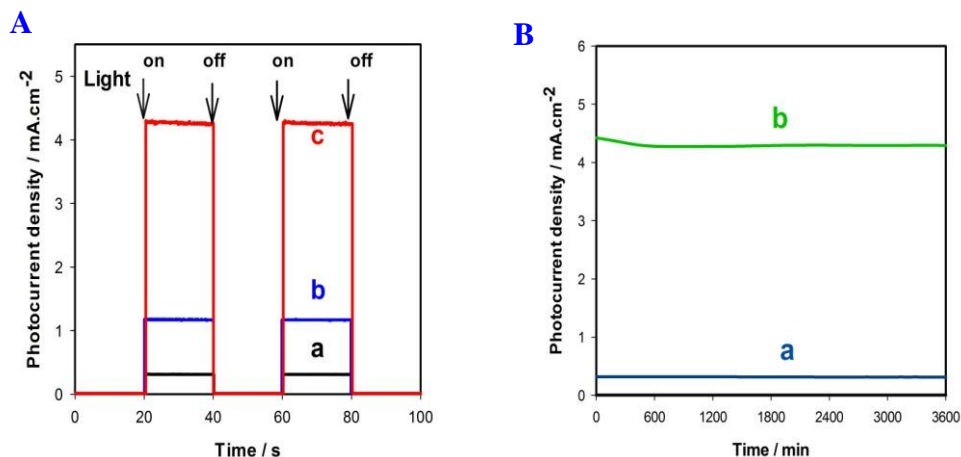 A
Photocurrent density / mA.cm-2
5
4
3
2
1
0
Light
on
off
on
off
c
b
a
0
20
40
60
80
100
Time / s
B
Photocurrent density / mA.cm-2
6
5
4
3
2
1
0
b
a
0
600
1200
1800
2400
3000
3600
Time / min